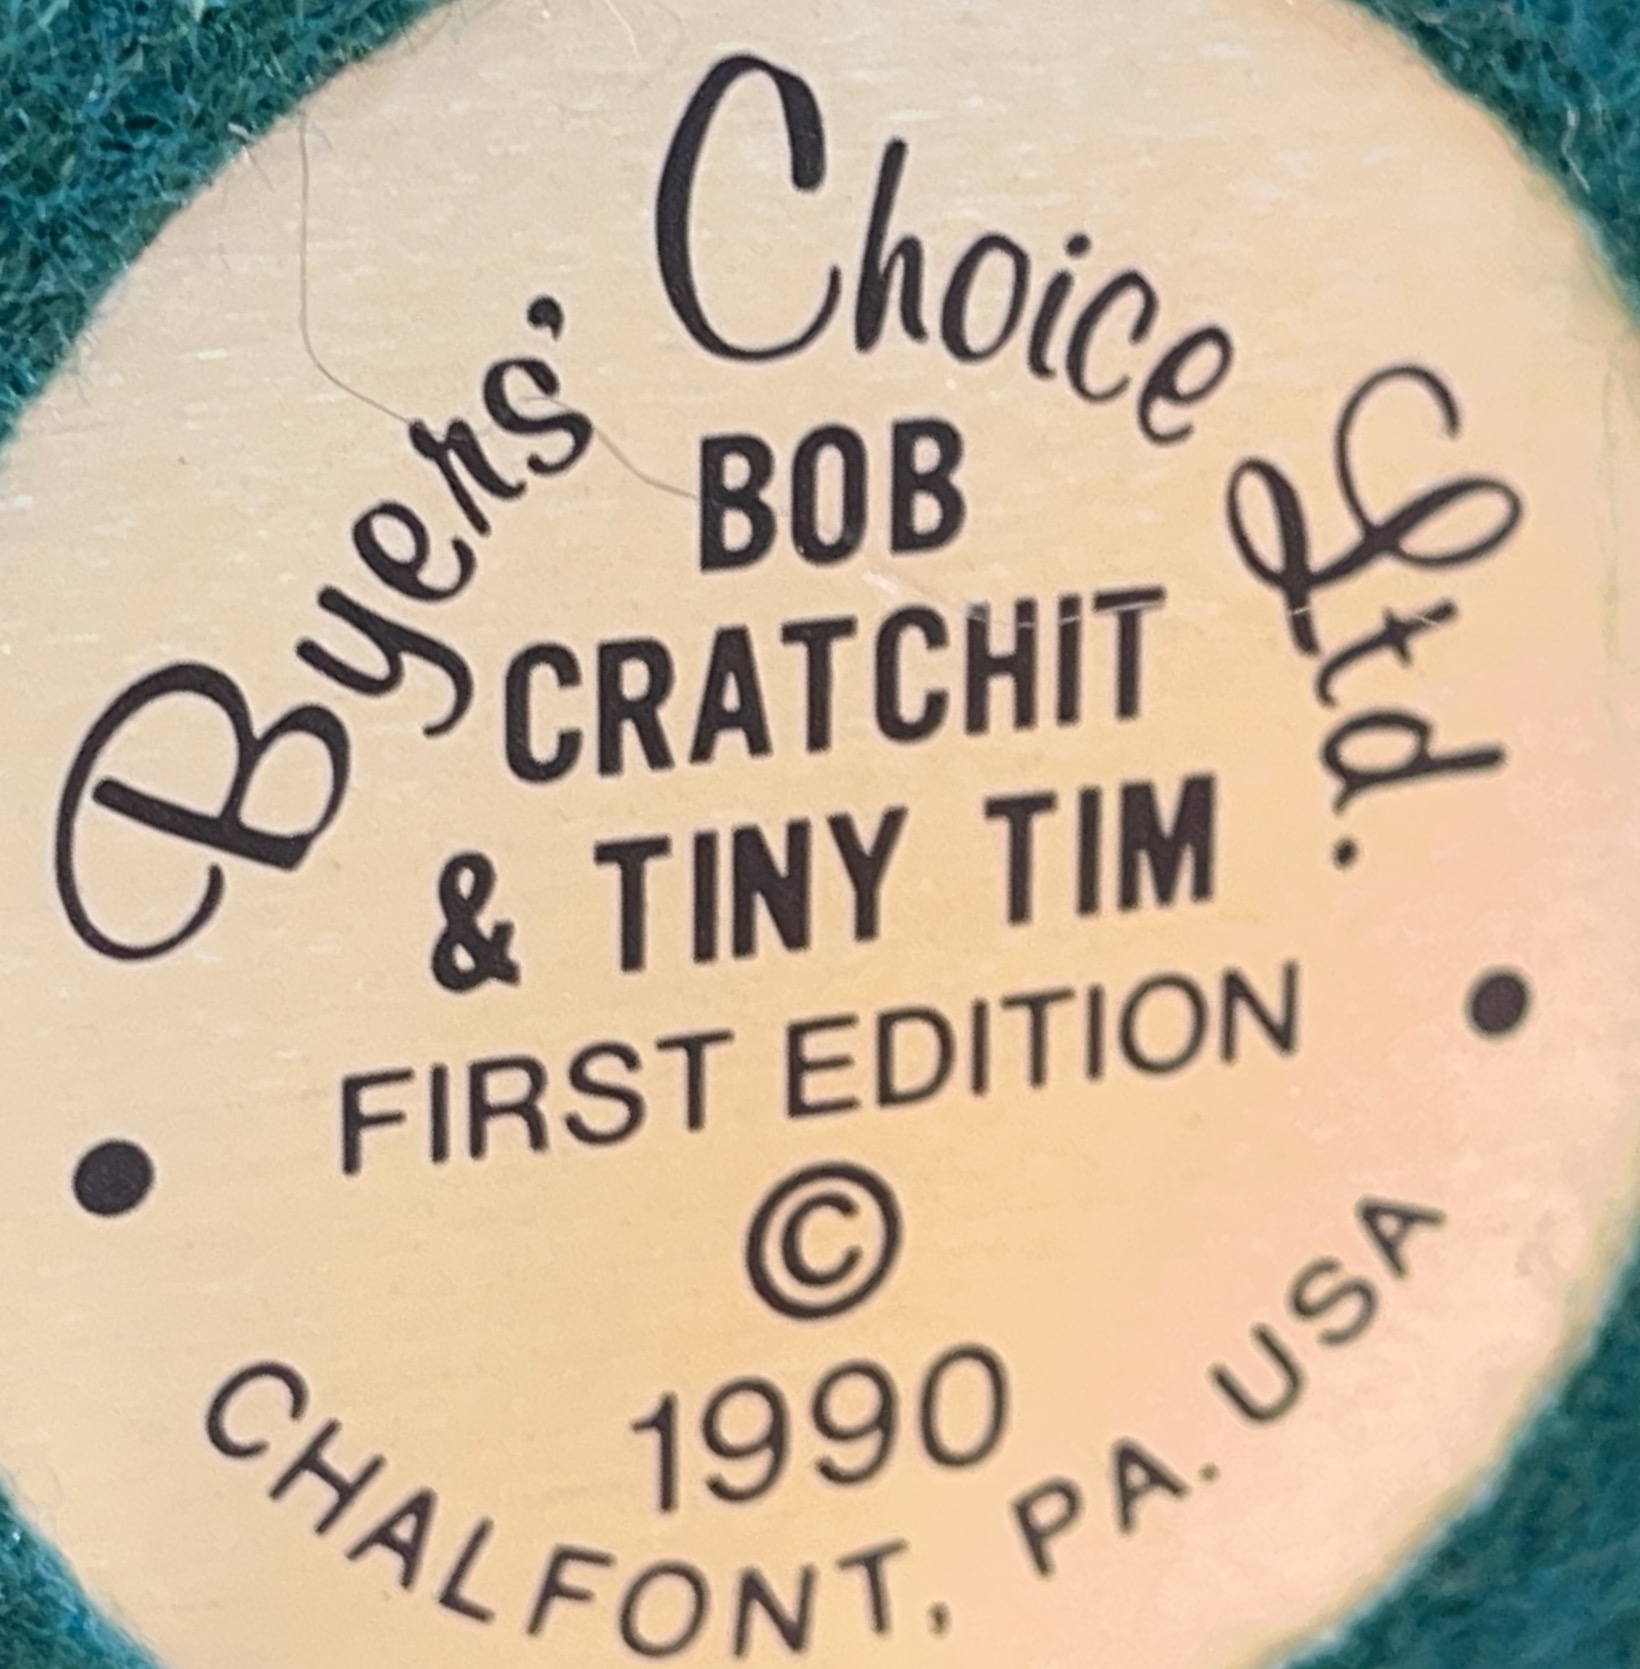 Byers' Choice Ltd.
BOB
CRATCHIT
& TINY TIM
FIRST EDITION
©
1990
CHALFONT, PA. USA